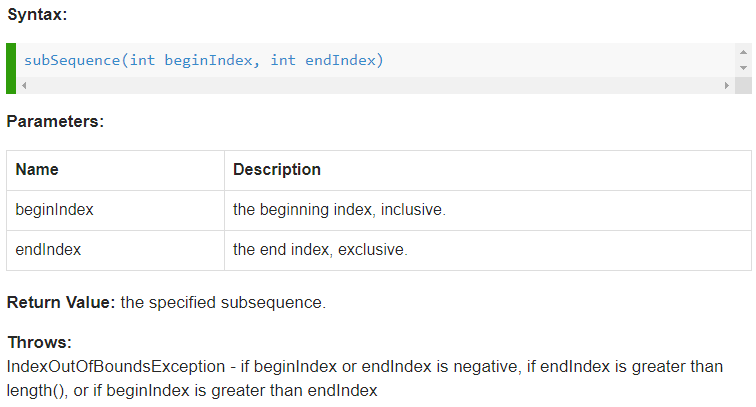 Syntax:
subSequence(int beginIndex, int endIndex)
Parameters:
Name Description
beginIndex the beginning index, inclusive.
endIndex the end index, exclusive.
Return Value: the specified subsequence.
Throws:
IndexOutOfBoundsException - if beginIndex or endIndex is negative, if endIndex is greater than
length(), or if beginIndex is greater than endIndex